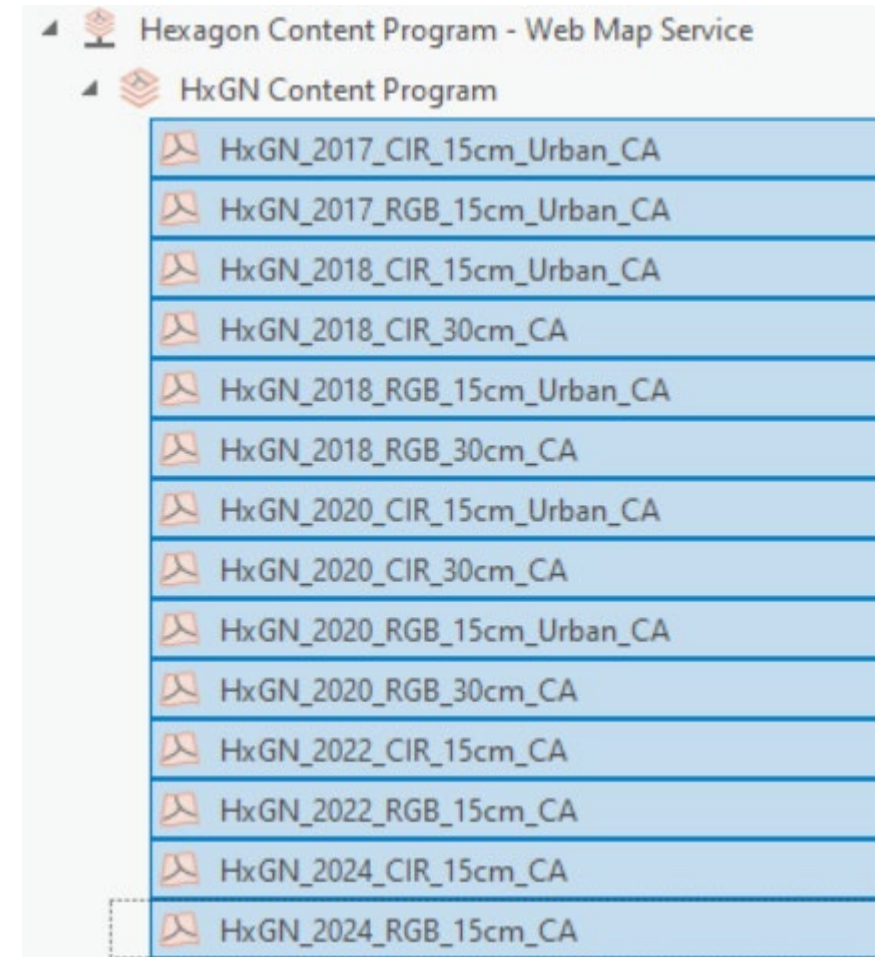 Hexagon Content Program - Web Map Service
HxGN Content Program
HxGN_2017_CIR_15cm_Urban_CA
HxGN_2017_RGB_15cm_Urban_CA
HxGN_2018_CIR_15cm_Urban_CA
HxGN_2018_CIR_30cm_CA
HxGN_2018_RGB_15cm_Urban_CA
HxGN_2018_RGB_30cm_CA
HxGN_2020_CIR_15cm_Urban_CA
HxGN_2020_CIR_30cm_CA
HxGN_2020_RGB_15cm_Urban_CA
HxGN_2020_RGB_30cm_CA
HxGN_2022_CIR_15cm_CA
HxGN_2022_RGB_15cm_CA
HxGN_2024_CIR_15cm_CA
HxGN_2024_RGB_15cm_CA